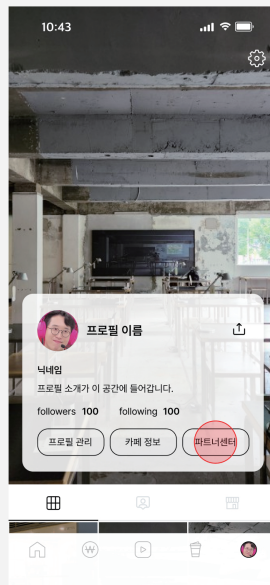 10:43
프로필 이름
닉네임
프로필 소개가 이 공간에 들어갑니다.
followers 100 following 100
프로필 관리 카페 정보 파트너센터